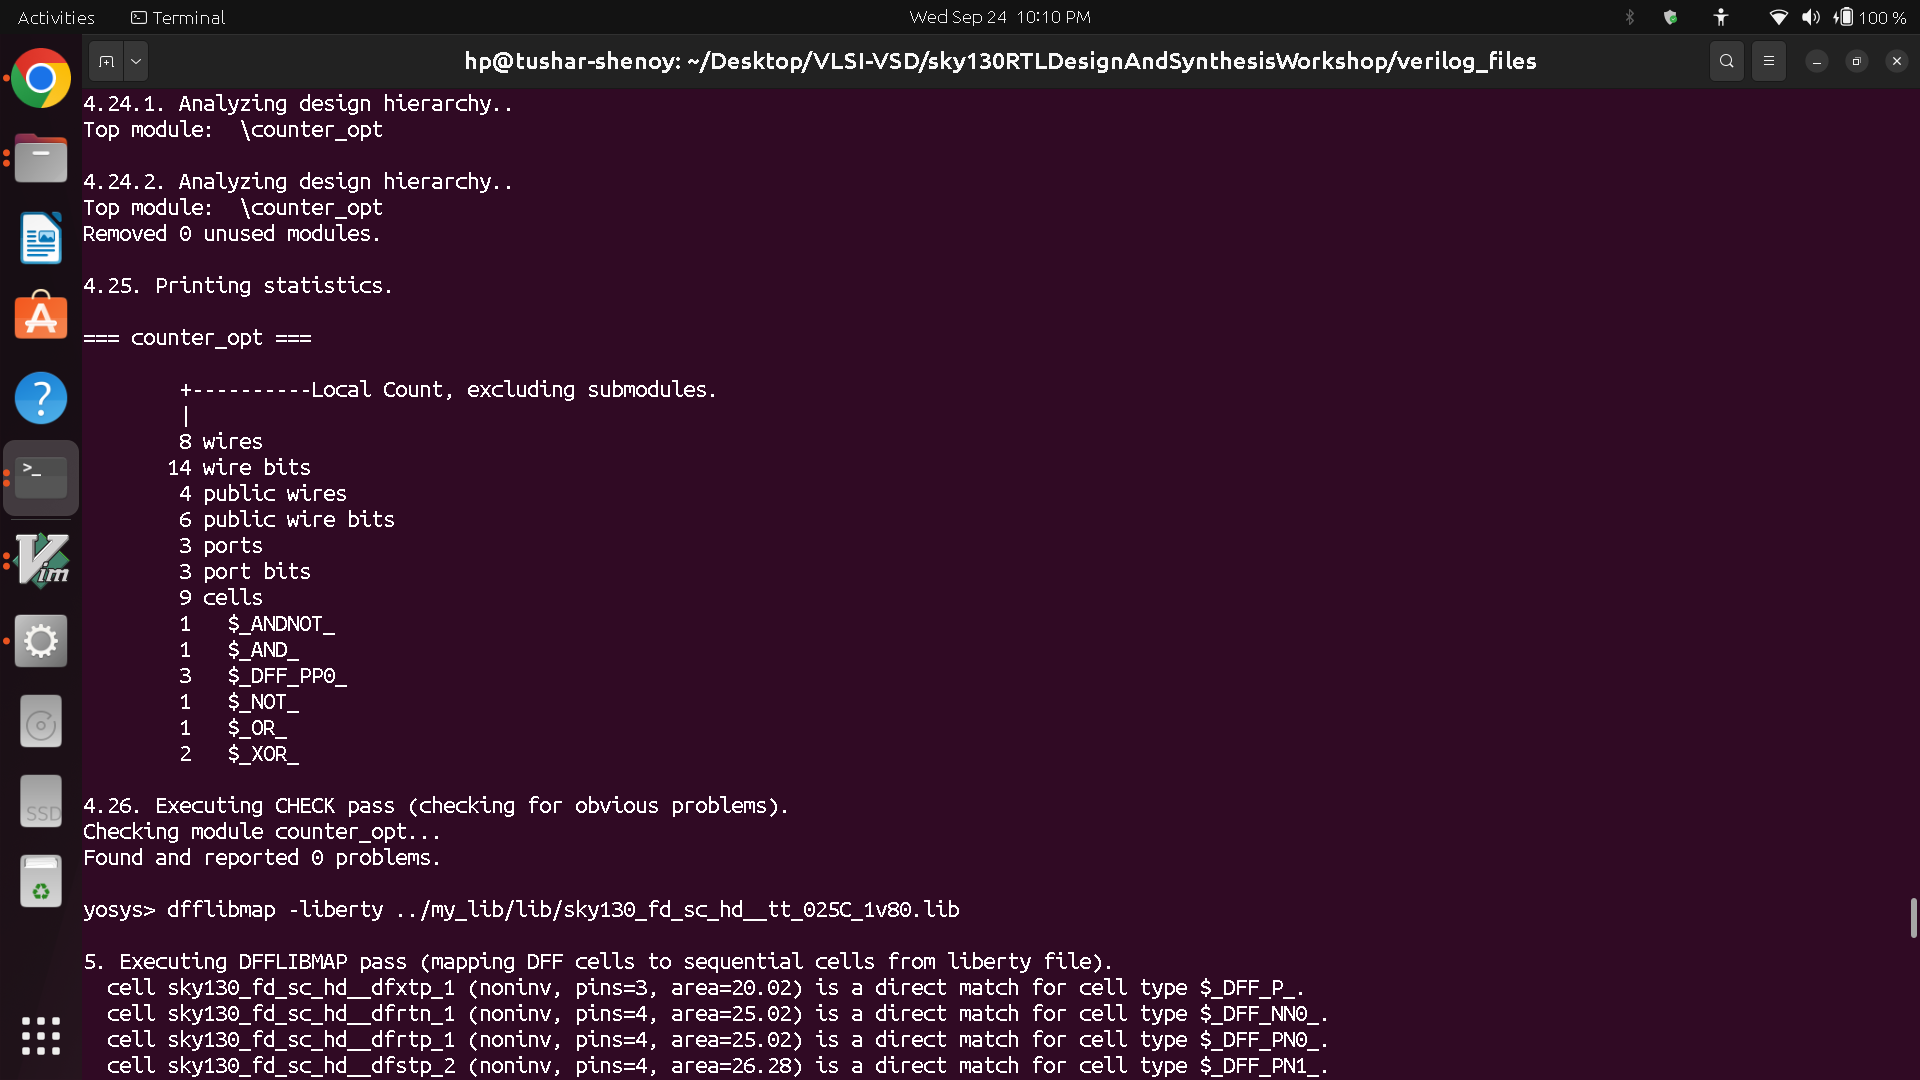 Activities
Terminal
Wed Sep 24 10:10 PM
100 %
hp@tushar-shenoy: ~/Desktop/VLSI-VSD/sky130RTLDesignAndSynthesisWorkshop/verilog_files
4.24.1. Analyzing design hierarchy..
Top module:  \counter_opt
4.24.2. Analyzing design hierarchy..
Top module:  \counter_opt
Removed 0 unused modules.
4.25. Printing statistics.
=== counter_opt ===
+----------Local Count, excluding submodules.
|
8 wires
14 wire bits
4 public wires
6 public wire bits
3 ports
3 port bits
9 cells
1   $_ANDNOT_
1   $_AND_
3   $_DFF_PP0_
1   $_NOT_
1   $_OR_
2   $_XOR_
4.26. Executing CHECK pass (checking for obvious problems).
Checking module counter_opt...
Found and reported 0 problems.
yosys> dfflibmap -liberty ../my_lib/lib/sky130_fd_sc_hd__tt_025C_1v80.lib
5. Executing DFFLIBMAP pass (mapping DFF cells to sequential cells from liberty file).
cell sky130_fd_sc_hd__dfxtp_1 (noninv, pins=3, area=20.02) is a direct match for cell type $_DFF_P_.
cell sky130_fd_sc_hd__dfrtn_1 (noninv, pins=4, area=25.02) is a direct match for cell type $_DFF_NN0_.
cell sky130_fd_sc_hd__dfrtp_1 (noninv, pins=4, area=25.02) is a direct match for cell type $_DFF_PN0_.
cell sky130_fd_sc_hd__dfstp_2 (noninv, pins=4, area=26.28) is a direct match for cell type $_DFF_PN1_.
A
?
>_
Vim
SSD